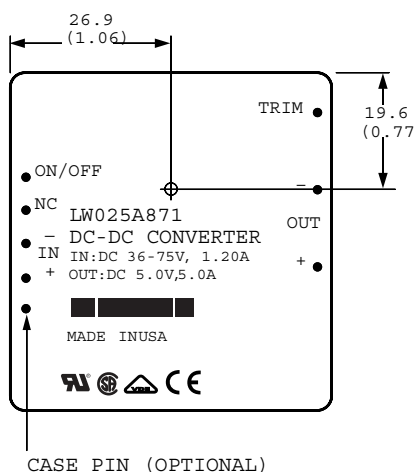 26.9
(1.06)
19.6
(0.77
TRIM
ON/OFF
NC
−
IN
+
−
OUT
+
LW025A871
DC-DC CONVERTER
IN:DC 36-75V, 1.20A
OUT:DC 5.0V,5.0A
MADE INUSA
CE
CASE PIN (OPTIONAL)